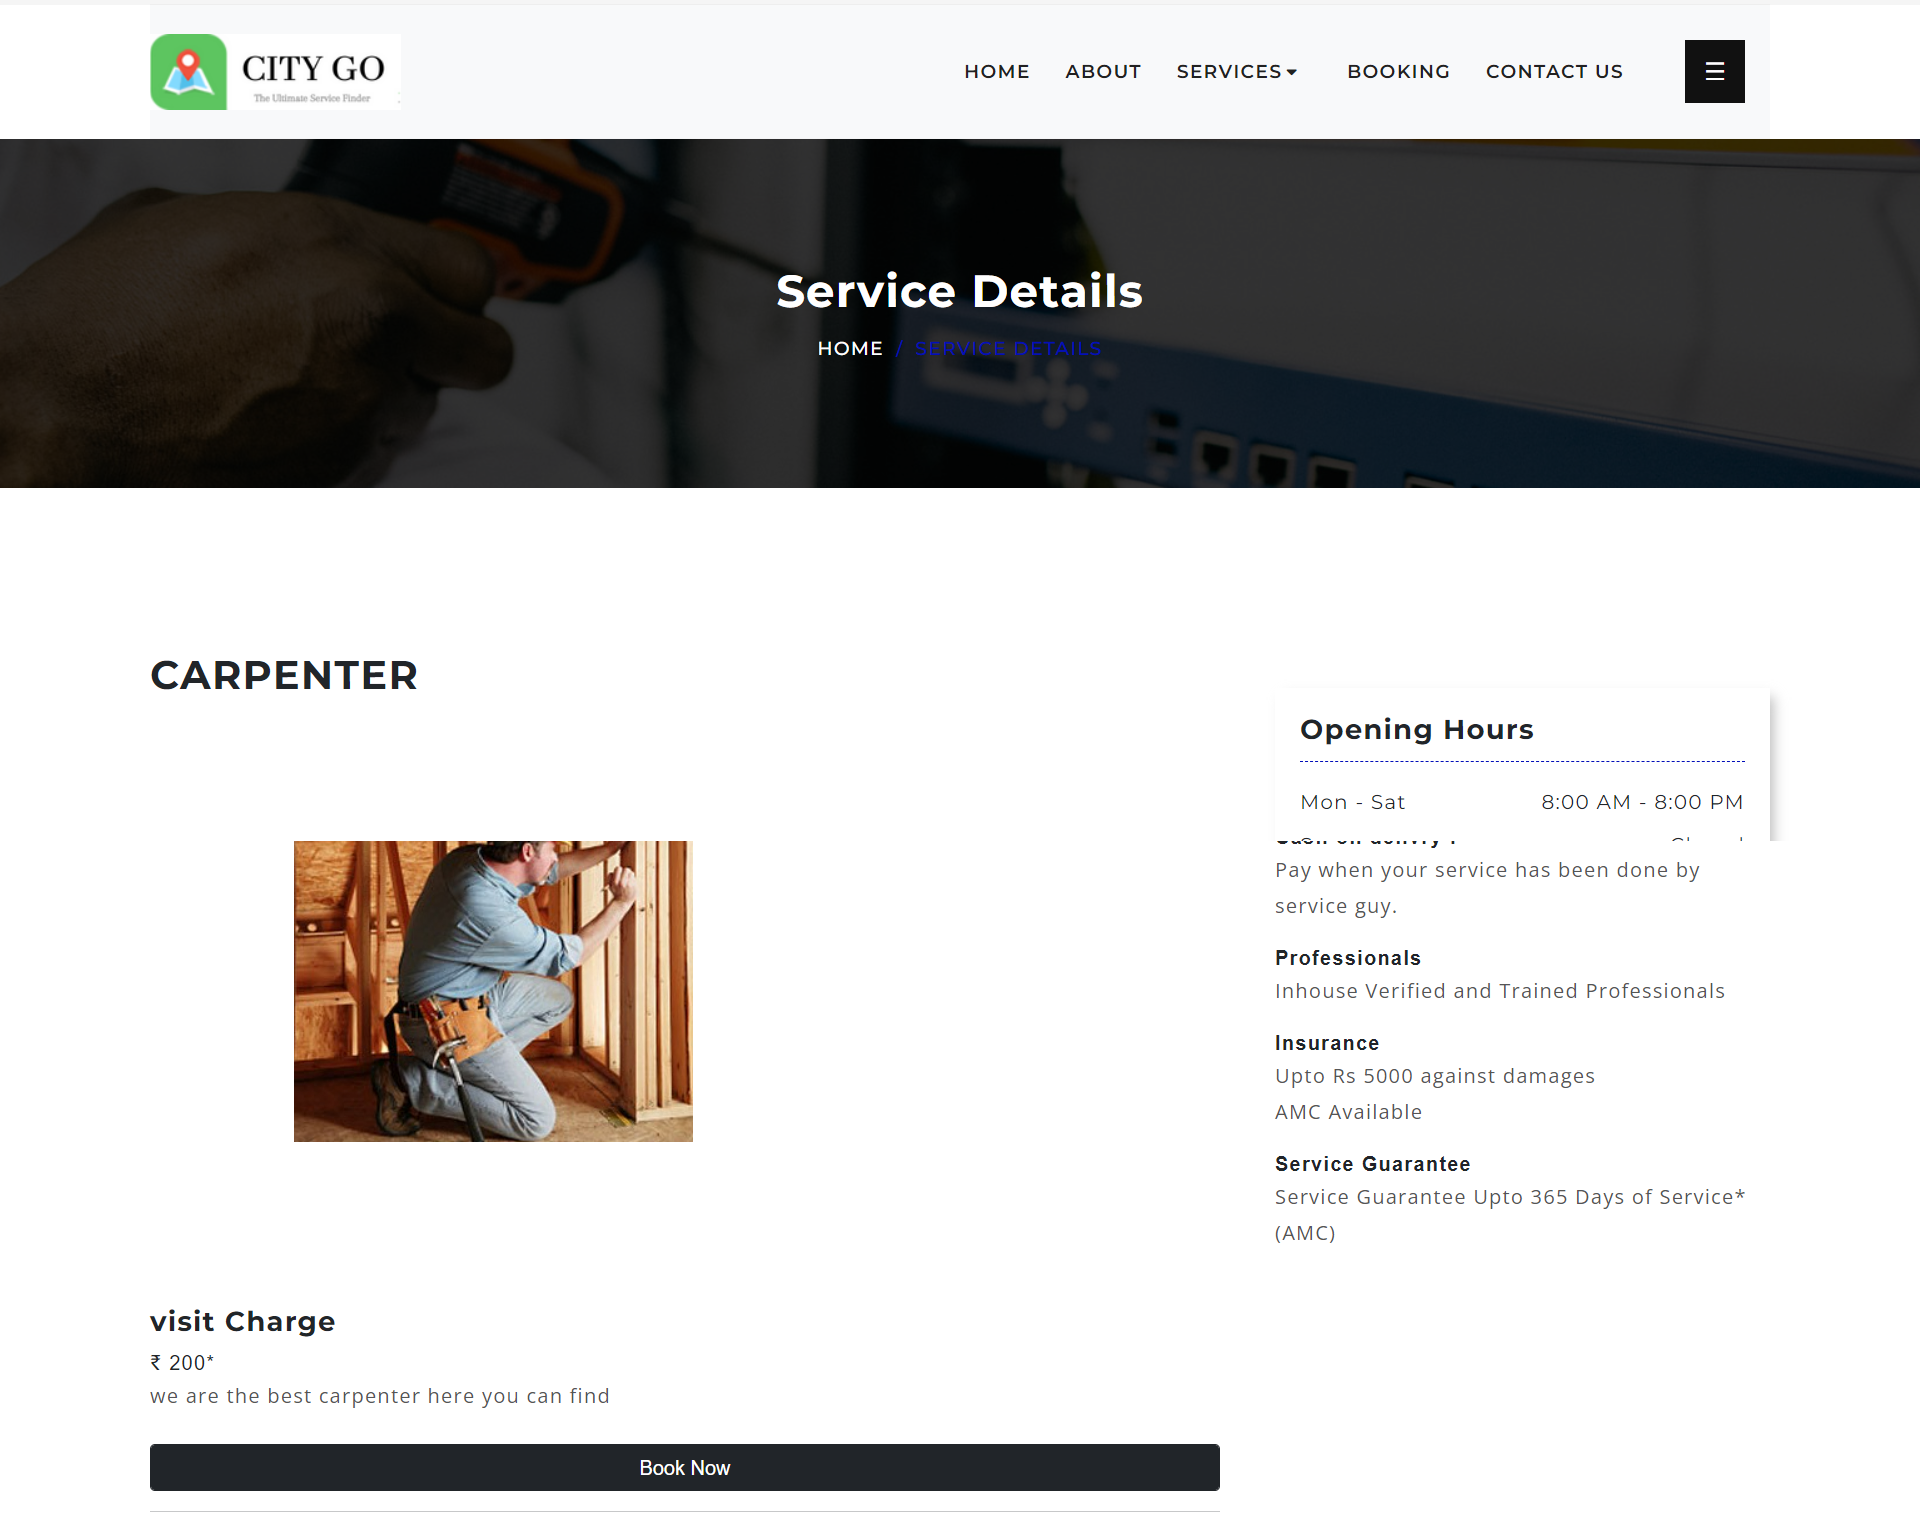 CITY GO
The Ultimate Service Finder
HOME ABOUT SERVICES BOOKING CONTACT US
Service Details
HOME / SERVICE DETAILS
CARPENTER
Opening Hours
Mon - Sat 8:00 AM - 8:00 PM
Pay when your service has been done by
service guy.
Professionals
Inhouse Verified and Trained Professionals
Insurance
Upto Rs 5000 against damages
AMC Available
Service Guarantee
Service Guarantee Upto 365 Days of Service*
(AMC)
visit Charge
₹ 200*
we are the best carpenter here you can find
Book Now